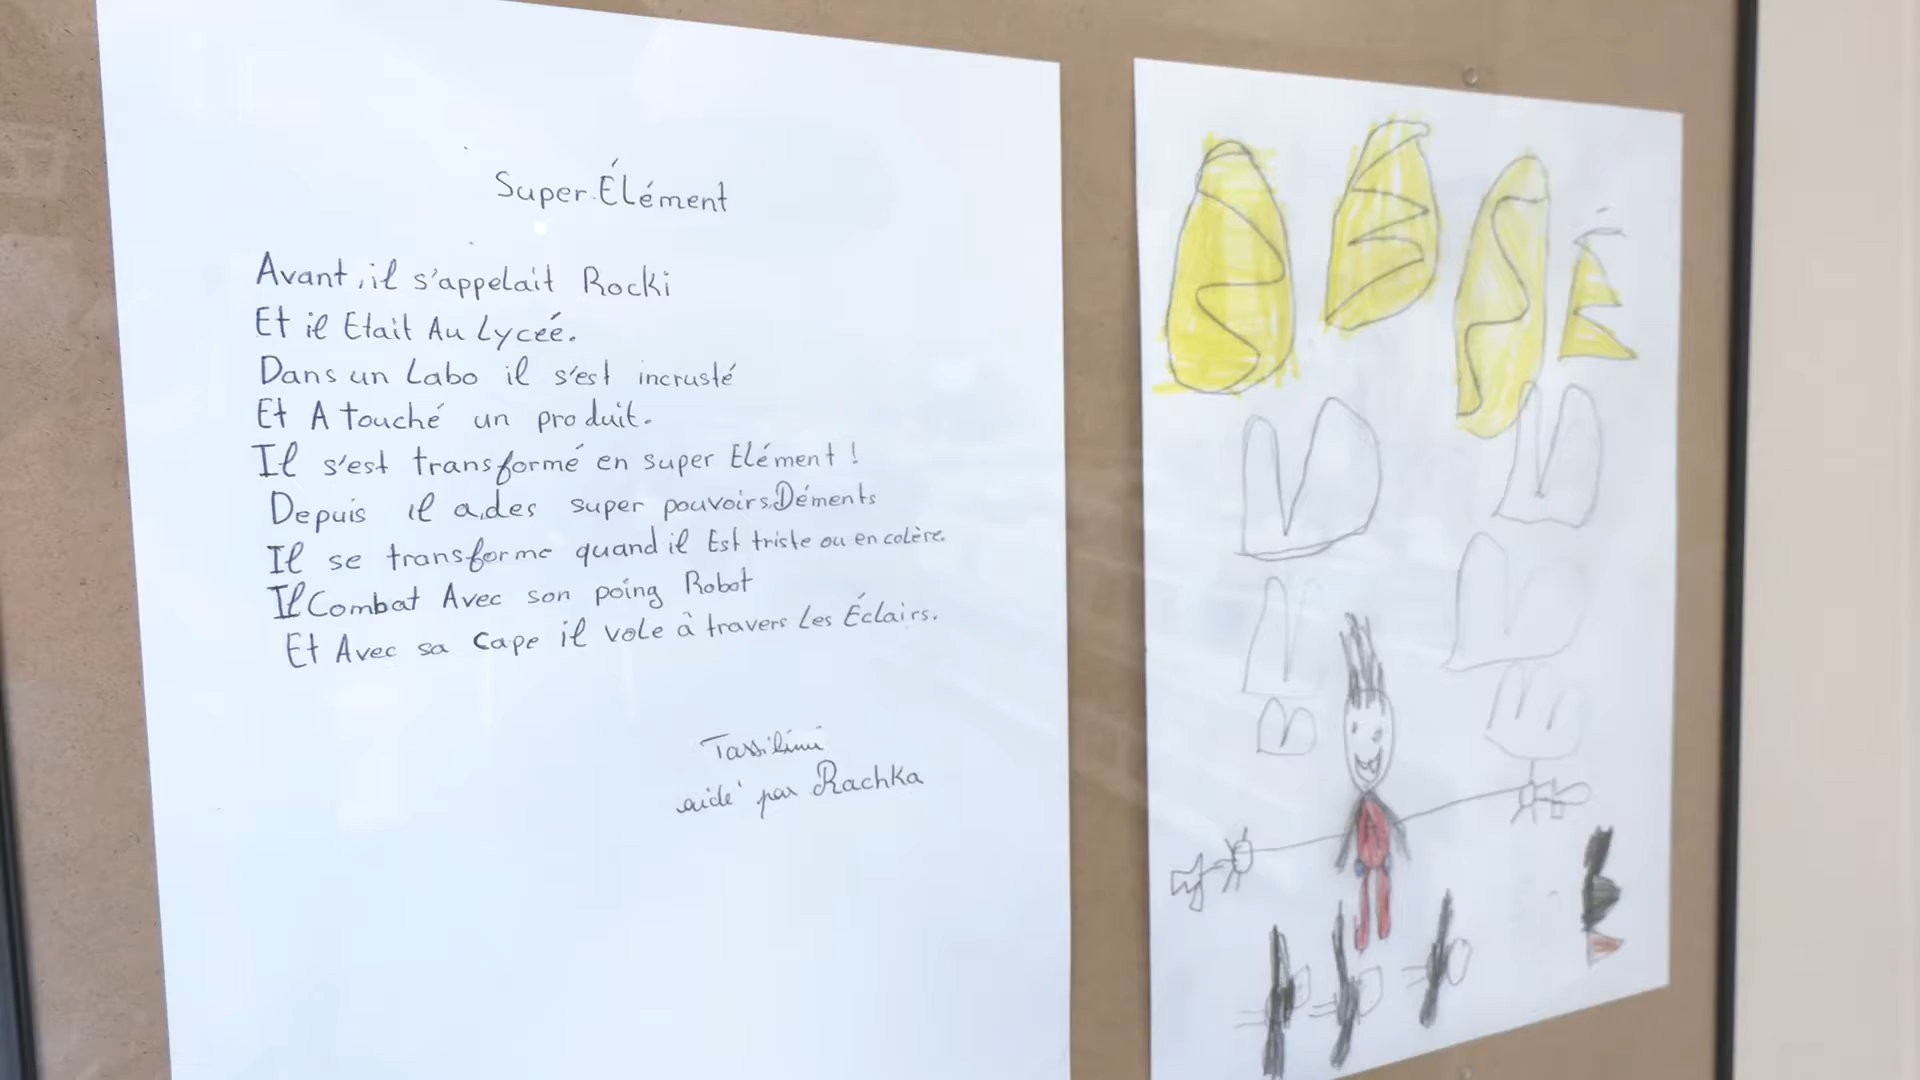 Super Élément
Avant, il s'appelait Rocki
Et il Etait Au Lyceé.
Dans un Labo il s'est incrusté
Et A touché un produit.
Il s'est transformé en super Elément !
Depuis il a des super pouvoirs Déments
Il se transforme quand il Est triste ou en colère.
Il Combat Avec son poing Robot
Et Avec sa cape il vole à travers Les Éclairs.
aidé par Rachka